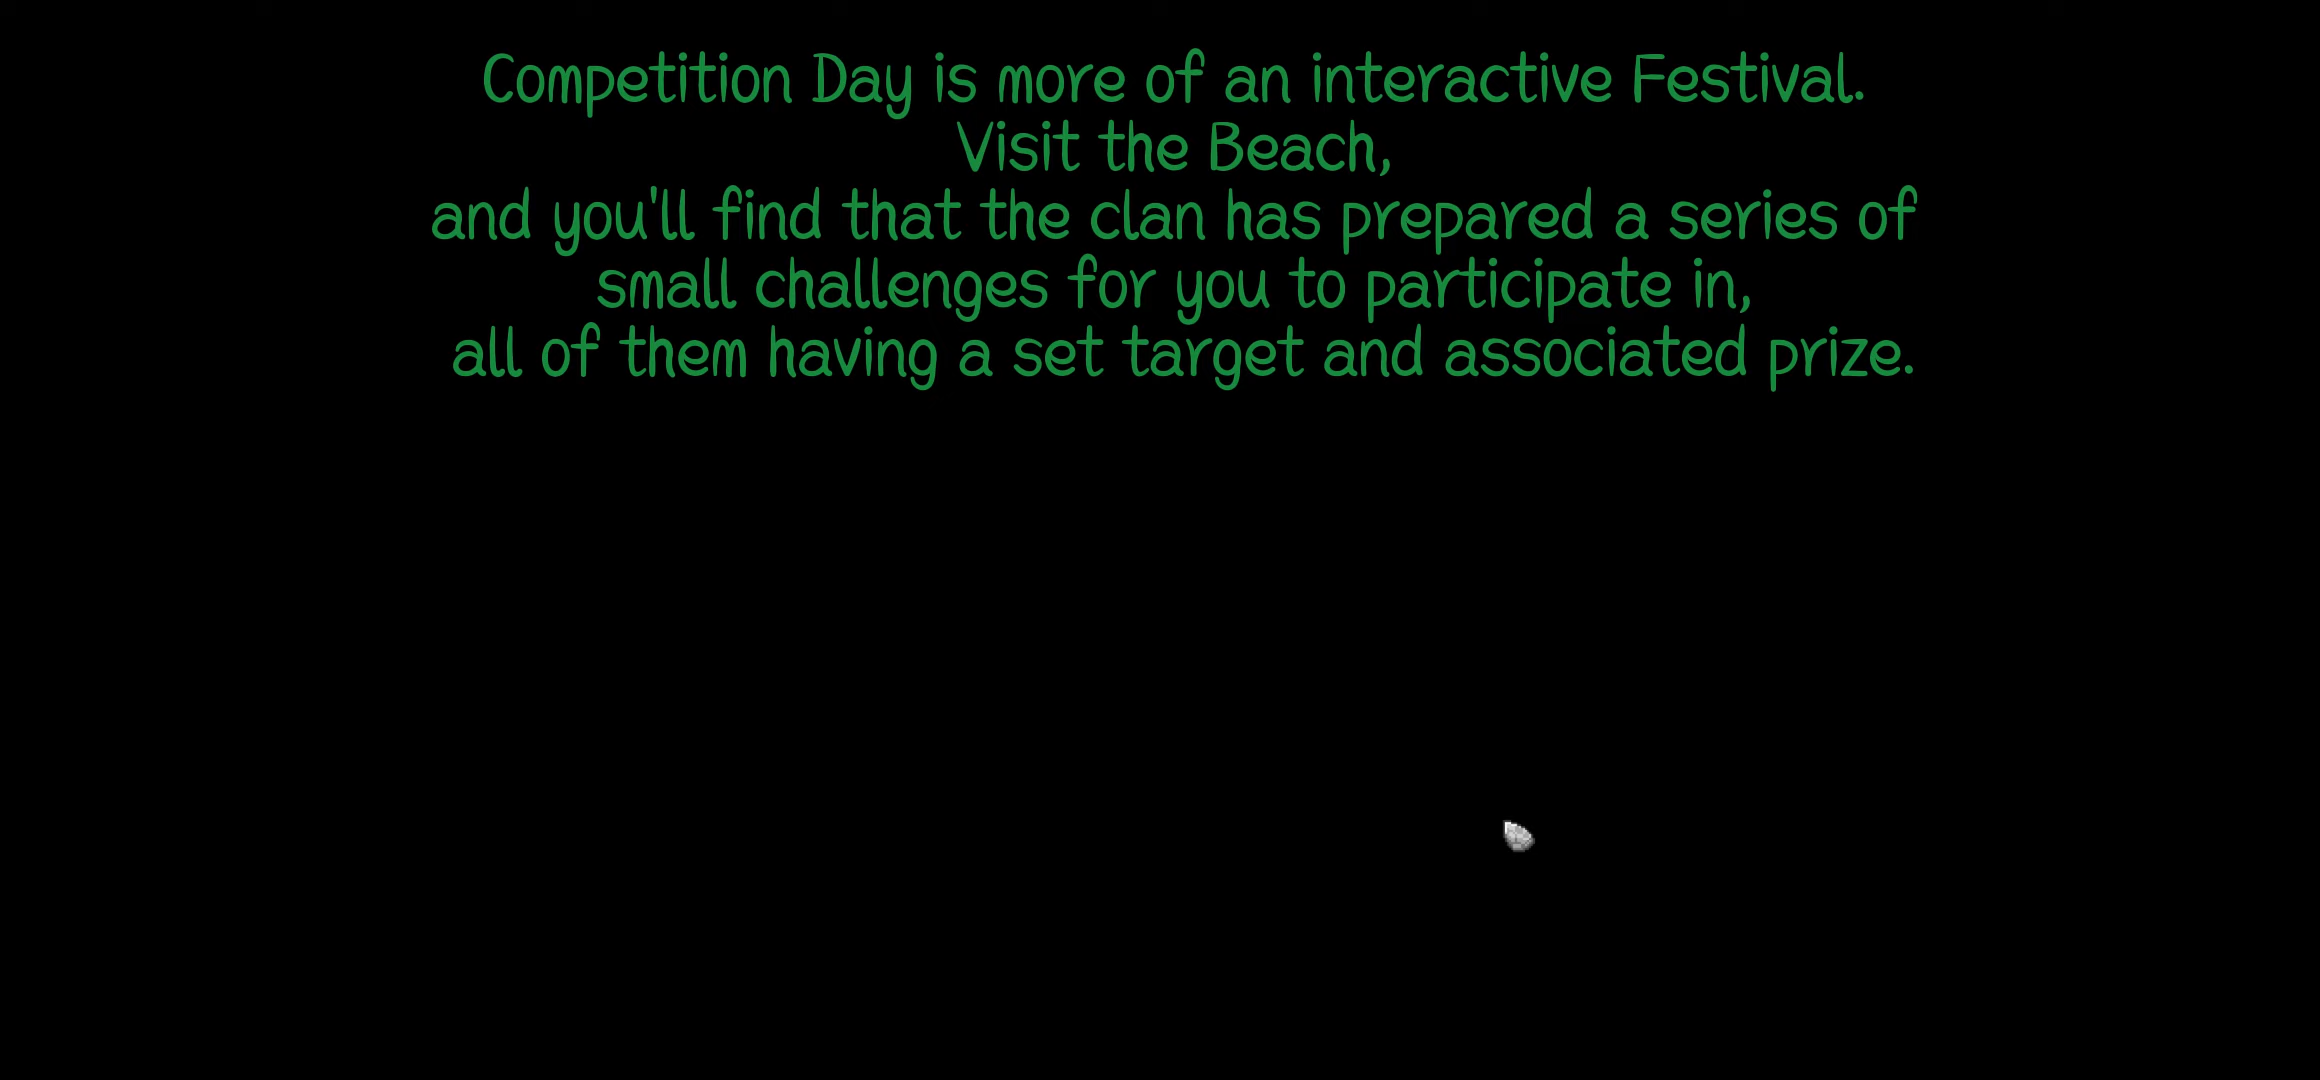 Competition Day is more of an interactive Festival.
Visit the Beach,
and you'll find that the clan has prepared a series of
small challenges for you to participate in,
all of them having a set target and associated prize.